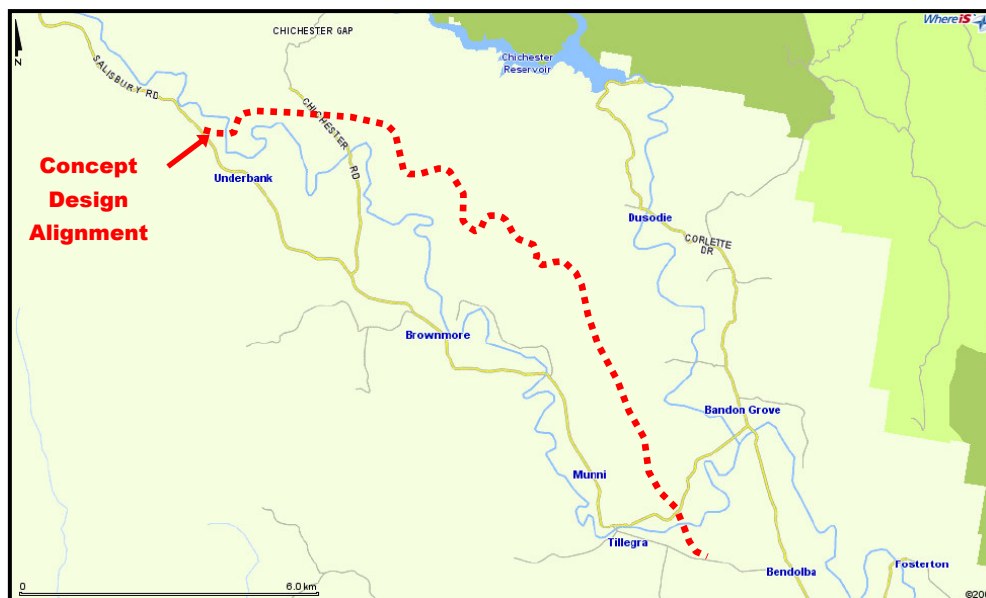 WhereiS
N
CHICHESTER GAP
Chichester
Reservoir
SALISBURY RD
CHICHESTER RD
Concept
Design
Alignment
Underbank
Dusodie
CORLETTE
DR
Brownmore
Bandon Grove
Munni
Tillegra
Bendolba
Fosterton
0
6.0 km